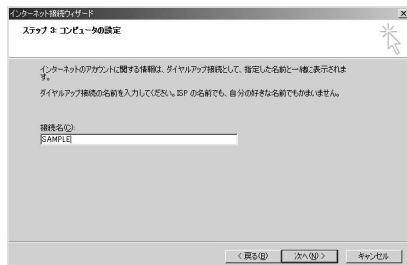 インターネット接続ウィザード
ステップ 3: コンピュータの設定
インターネットのアカウントに関する情報は、ダイヤルアップ接続として、指定した名前と一緒に表示されま
す。
ダイヤルアップ接続の名前を入力してください。ISP の名前でも、自分の好きな名前でもかまいません。
接続名(C):
SAMPLE
< 戻る(B)
次へ(N) >
キャンセル